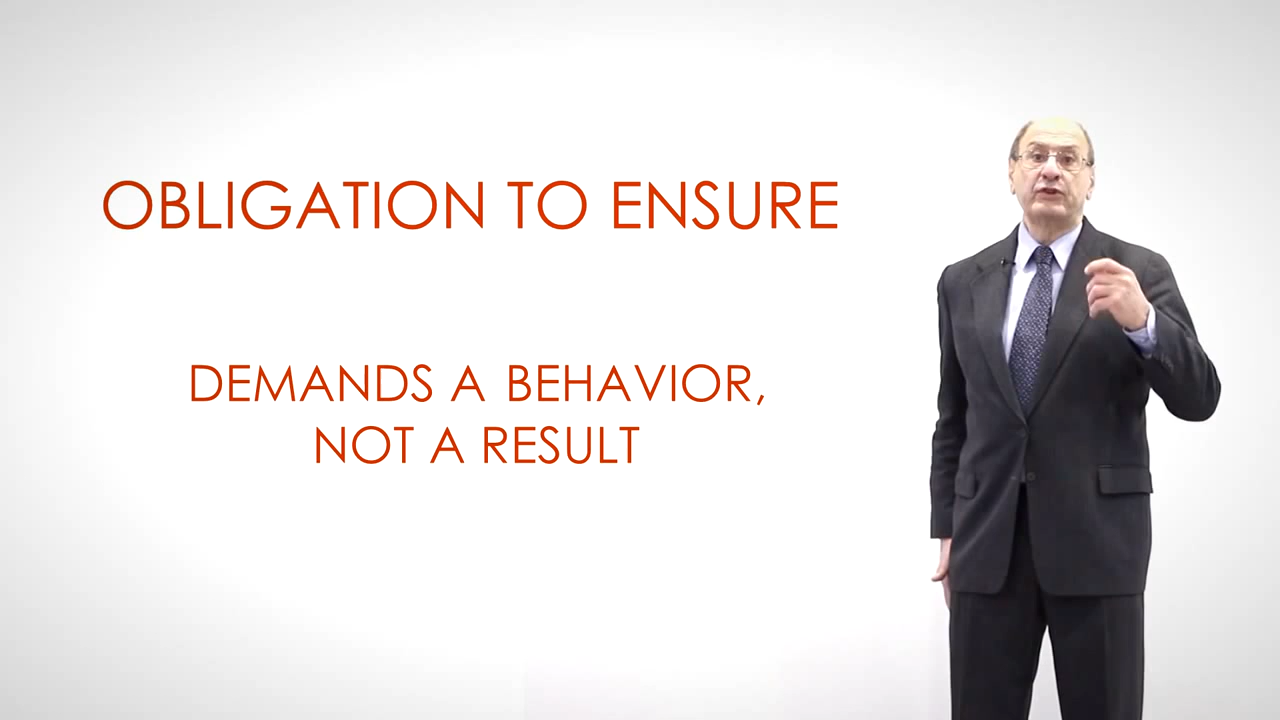 OBLIGATION TO ENSURE
DEMANDS A BEHAVIOR,
NOT A RESULT